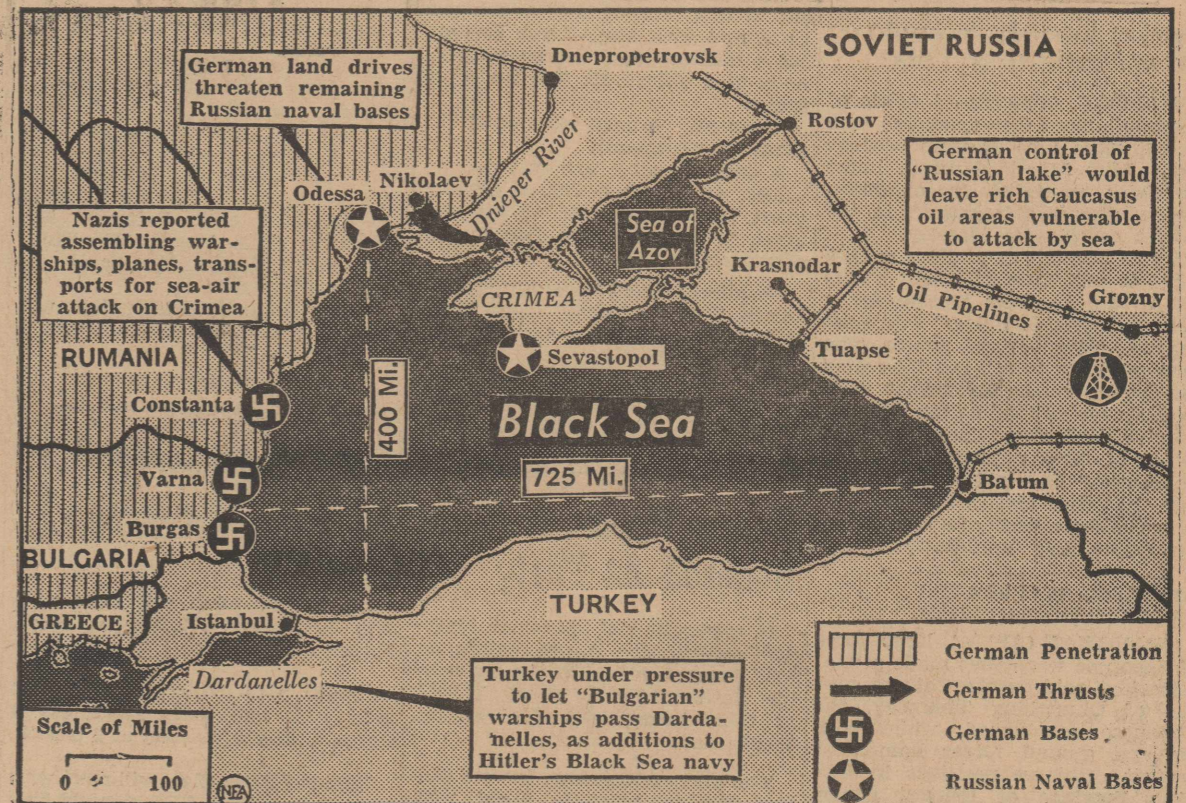 SOVIET RUSSIA
Dnepropetrovsk
German land drives
threaten remaining
Russian naval bases
Rostov
Dnieper River
German control of
“Russian lake” would
leave rich Caucasus
oil areas vulnerable
to attack by sea
Nikolaev
Odessa
Nazis reported
assembling war-
ships, planes, trans-
ports for sea-air
attack on Crimea
Sea of
Azov
Krasnodar
CRIMEA
Oil Pipelines
Grozny
RUMANIA
Sevastopol
Tuapse
Constanta
400 Mi.
Black Sea
725 Mi.
Varna
Batum
Burgas
BULGARIA
TURKEY
GREECE
Istanbul
Dardanelles
Turkey under pressure
to let “Bulgarian”
warships pass Darda-
nelles, as additions to
Hitler’s Black Sea navy
German Penetration
German Thrusts
German Bases
Russian Naval Bases
Scale of Miles
0 100
NEA